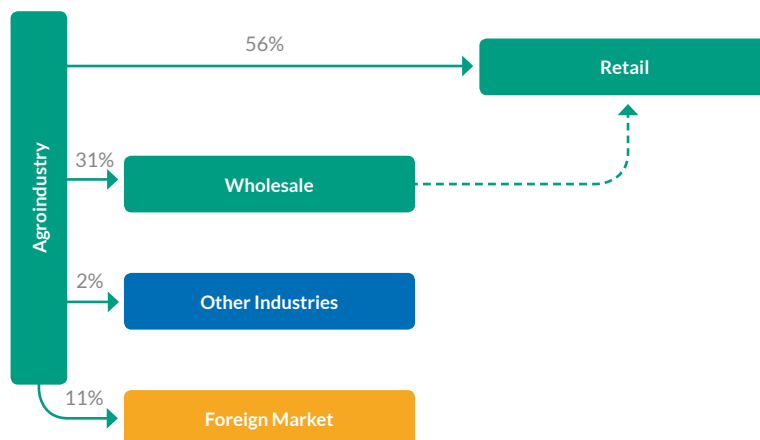 56%
Retail
31%
Wholesale
Agroindustry
2%
Other Industries
11%
Foreign Market